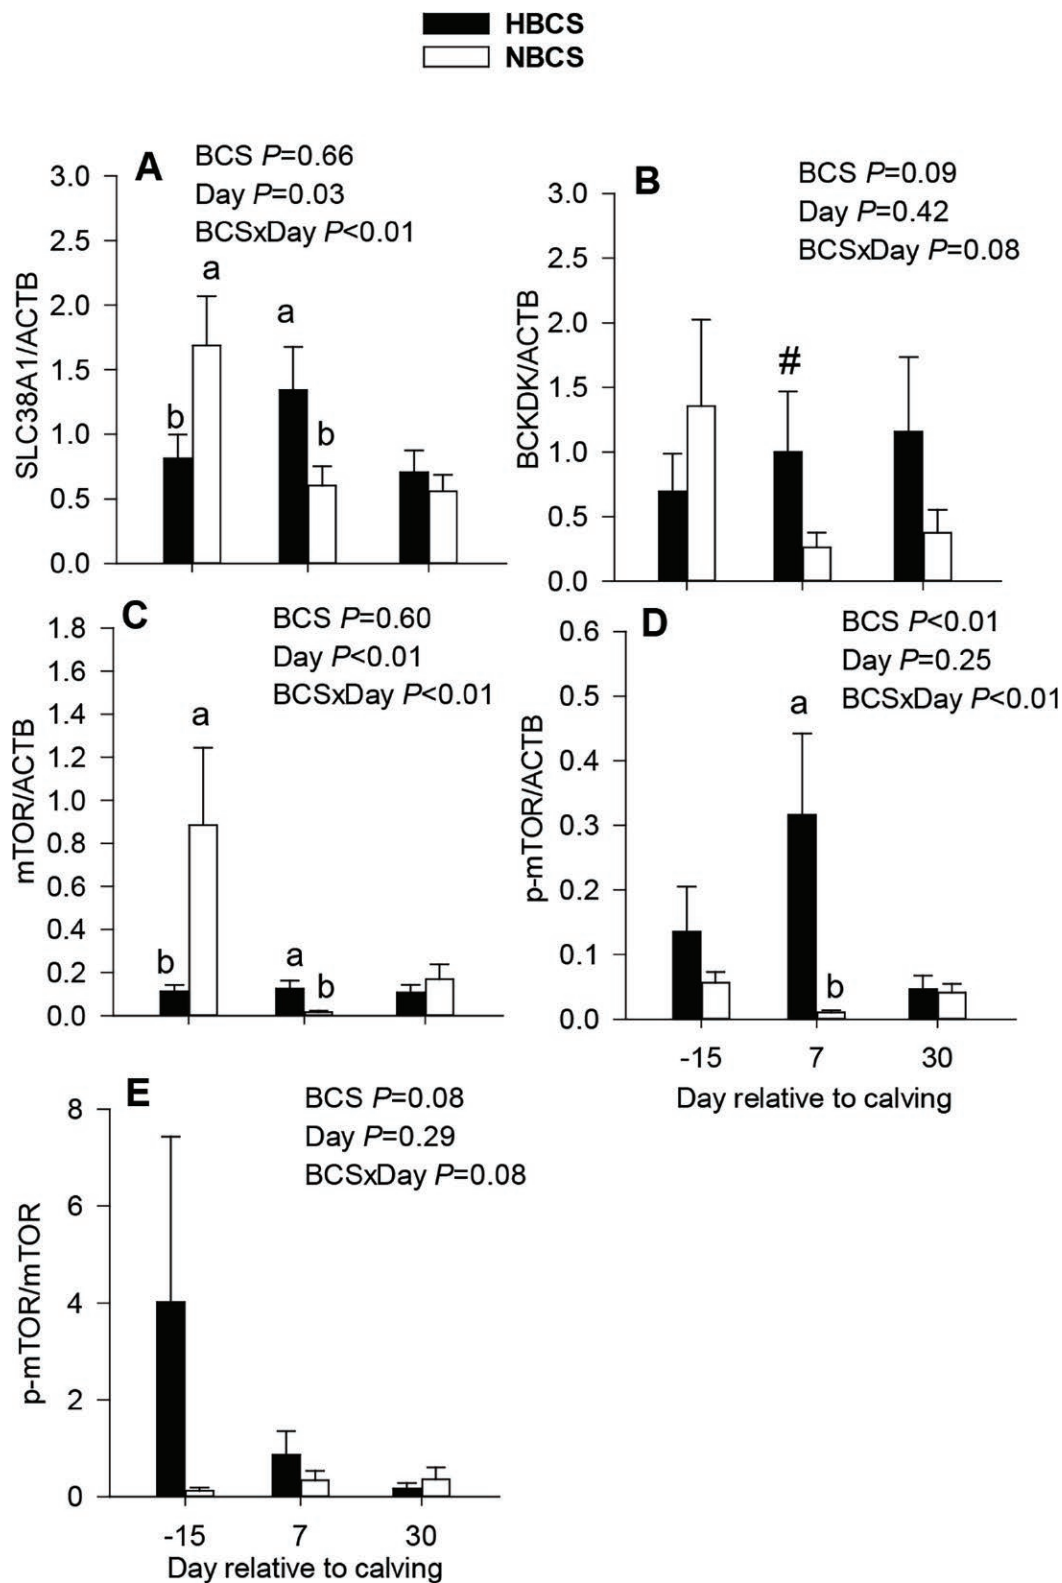 HBCS
NBCS
A
BCS P=0.66
Day P=0.03
BCSxDay P<0.01
SLC38A1/ACTB
3.0
2.5
2.0
1.5
1.0
0.5
0.0
b
a
a
b
B
BCS P=0.09
Day P=0.42
BCSxDay P=0.08
BCKDK/ACTB
3.0
2.5
2.0
1.5
1.0
0.5
0.0
#
C
BCS P=0.60
Day P<0.01
BCSxDay P<0.01
mTOR/ACTB
1.8
1.6
1.4
1.2
1.0
0.8
0.6
0.4
0.2
0.0
b
a
a
b
D
BCS P<0.01
Day P=0.25
BCSxDay P<0.01
p-mTOR/ACTB
0.6
0.5
0.4
0.3
0.2
0.1
0.0
a
b
-15 7 30
Day relative to calving
E
BCS P=0.08
Day P=0.29
BCSxDay P=0.08
p-mTOR/mTOR
8
6
4
2
0
-15 7 30
Day relative to calving